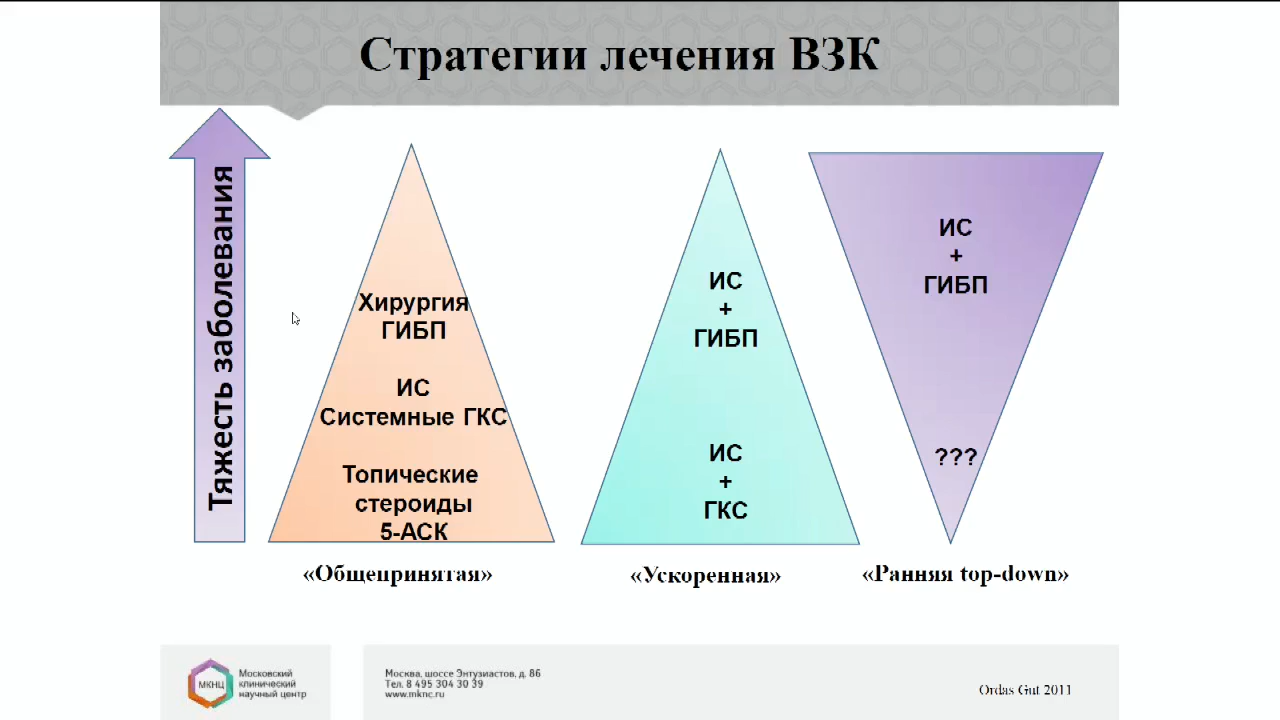 Стратегии лечения ВЗК
Тяжесть заболевания
Хирургия
ГИБП
ИС
Системные ГКС
Топические
стероиды
5-АСК
«Общепринятая»
ИС
+
ГИБП
ИС
+
ГКС
«Ускоренная»
ИС
+
ГИБП
???
«Ранняя top-down»
МКНЦ
Московский
клинический
научный центр
Москва, шоссе Энтузиастов, д. 86
Тел. 8 495 304 30 39
www.mknc.ru
Ordas Gut 2011